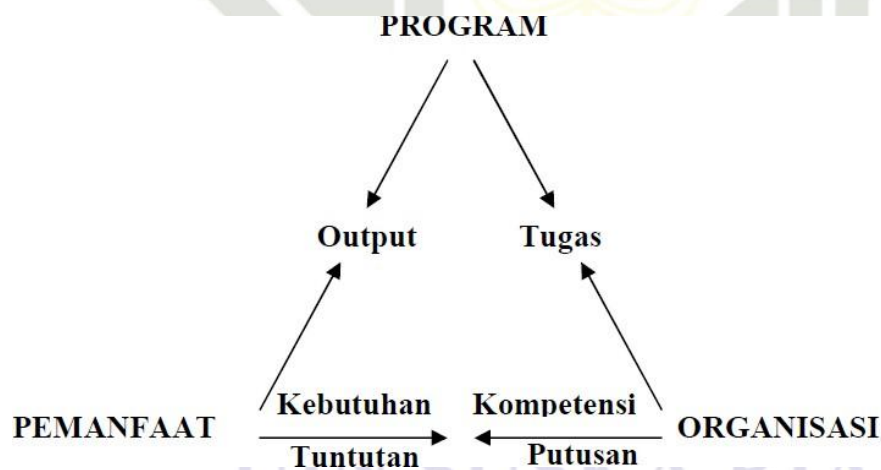 PROGRAM
Output Tugas
Kebutuhan Kompetensi
PEMANFAAT ORGANISASI
Tuntutan Putusan